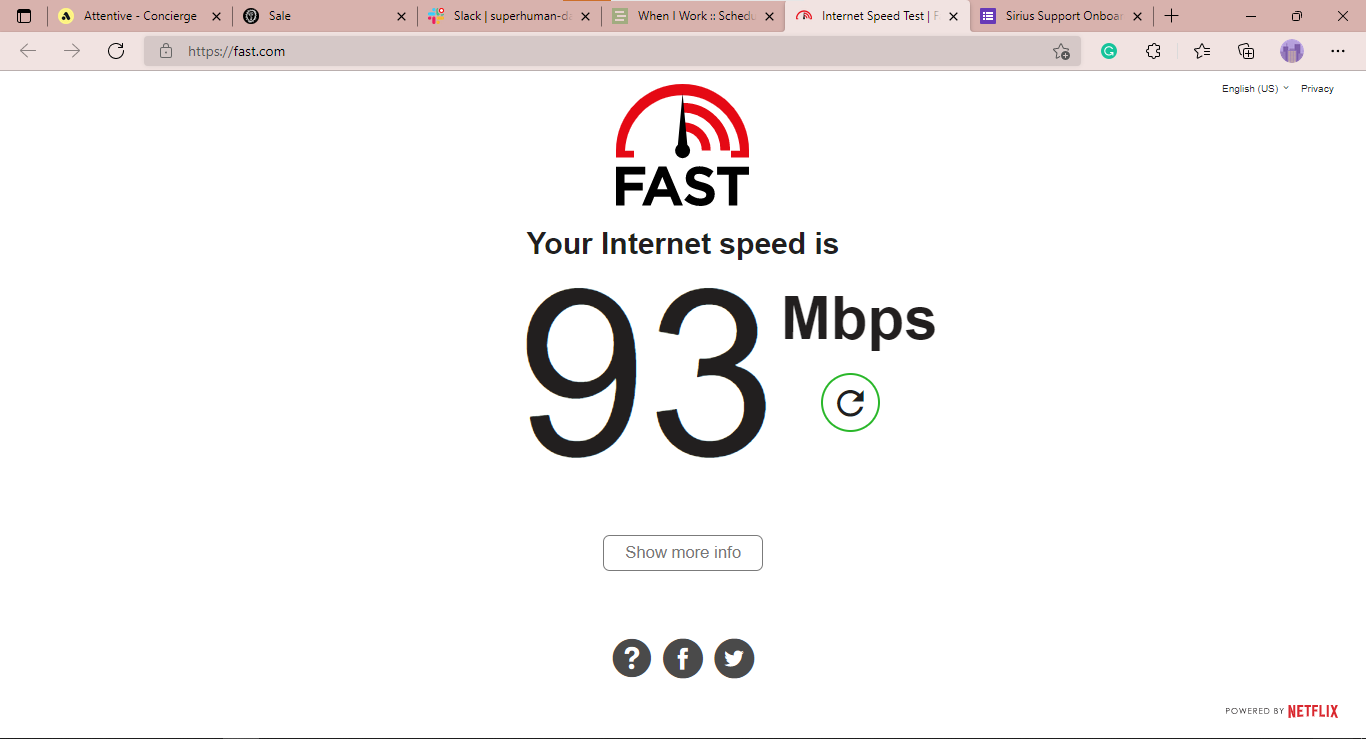 Attentive - Concierge
Sale
Slack | superhuman-da
When I Work :: Schedu
Internet Speed Test | F
Sirius Support Onboar
https://fast.com
English (US)
Privacy
FAST
Your Internet speed is
93 Mbps
Show more info
?
f
POWERED BY NETFLIX